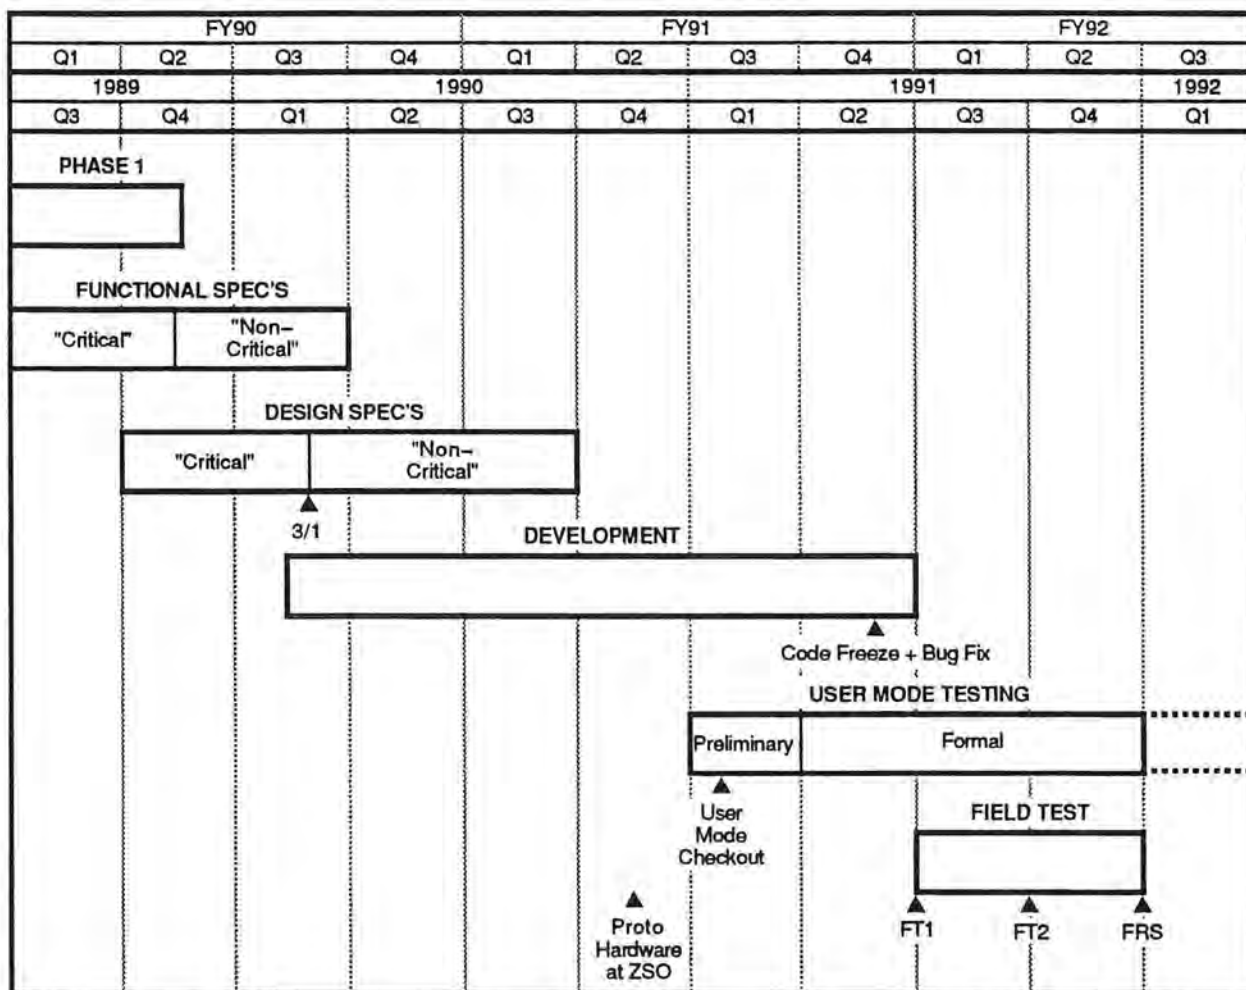 FY90 FY91 FY92
Q1 Q2 Q3 Q4 Q1 Q2 Q3 Q4 Q1 Q2 Q3
1989 1990 1991 1992
Q3 Q4 Q1 Q2 Q3 Q4 Q1 Q2 Q3 Q4 Q1
PHASE 1
FUNCTIONAL SPEC'S
"Critical"
"Non–
Critical"
DESIGN SPEC'S
"Critical"
"Non–
Critical"
3/1
DEVELOPMENT
Code Freeze + Bug Fix
USER MODE TESTING
Preliminary
Formal
User
Mode
Checkout
FIELD TEST
FT1 FT2 FRS
Proto
Hardware
at ZSO